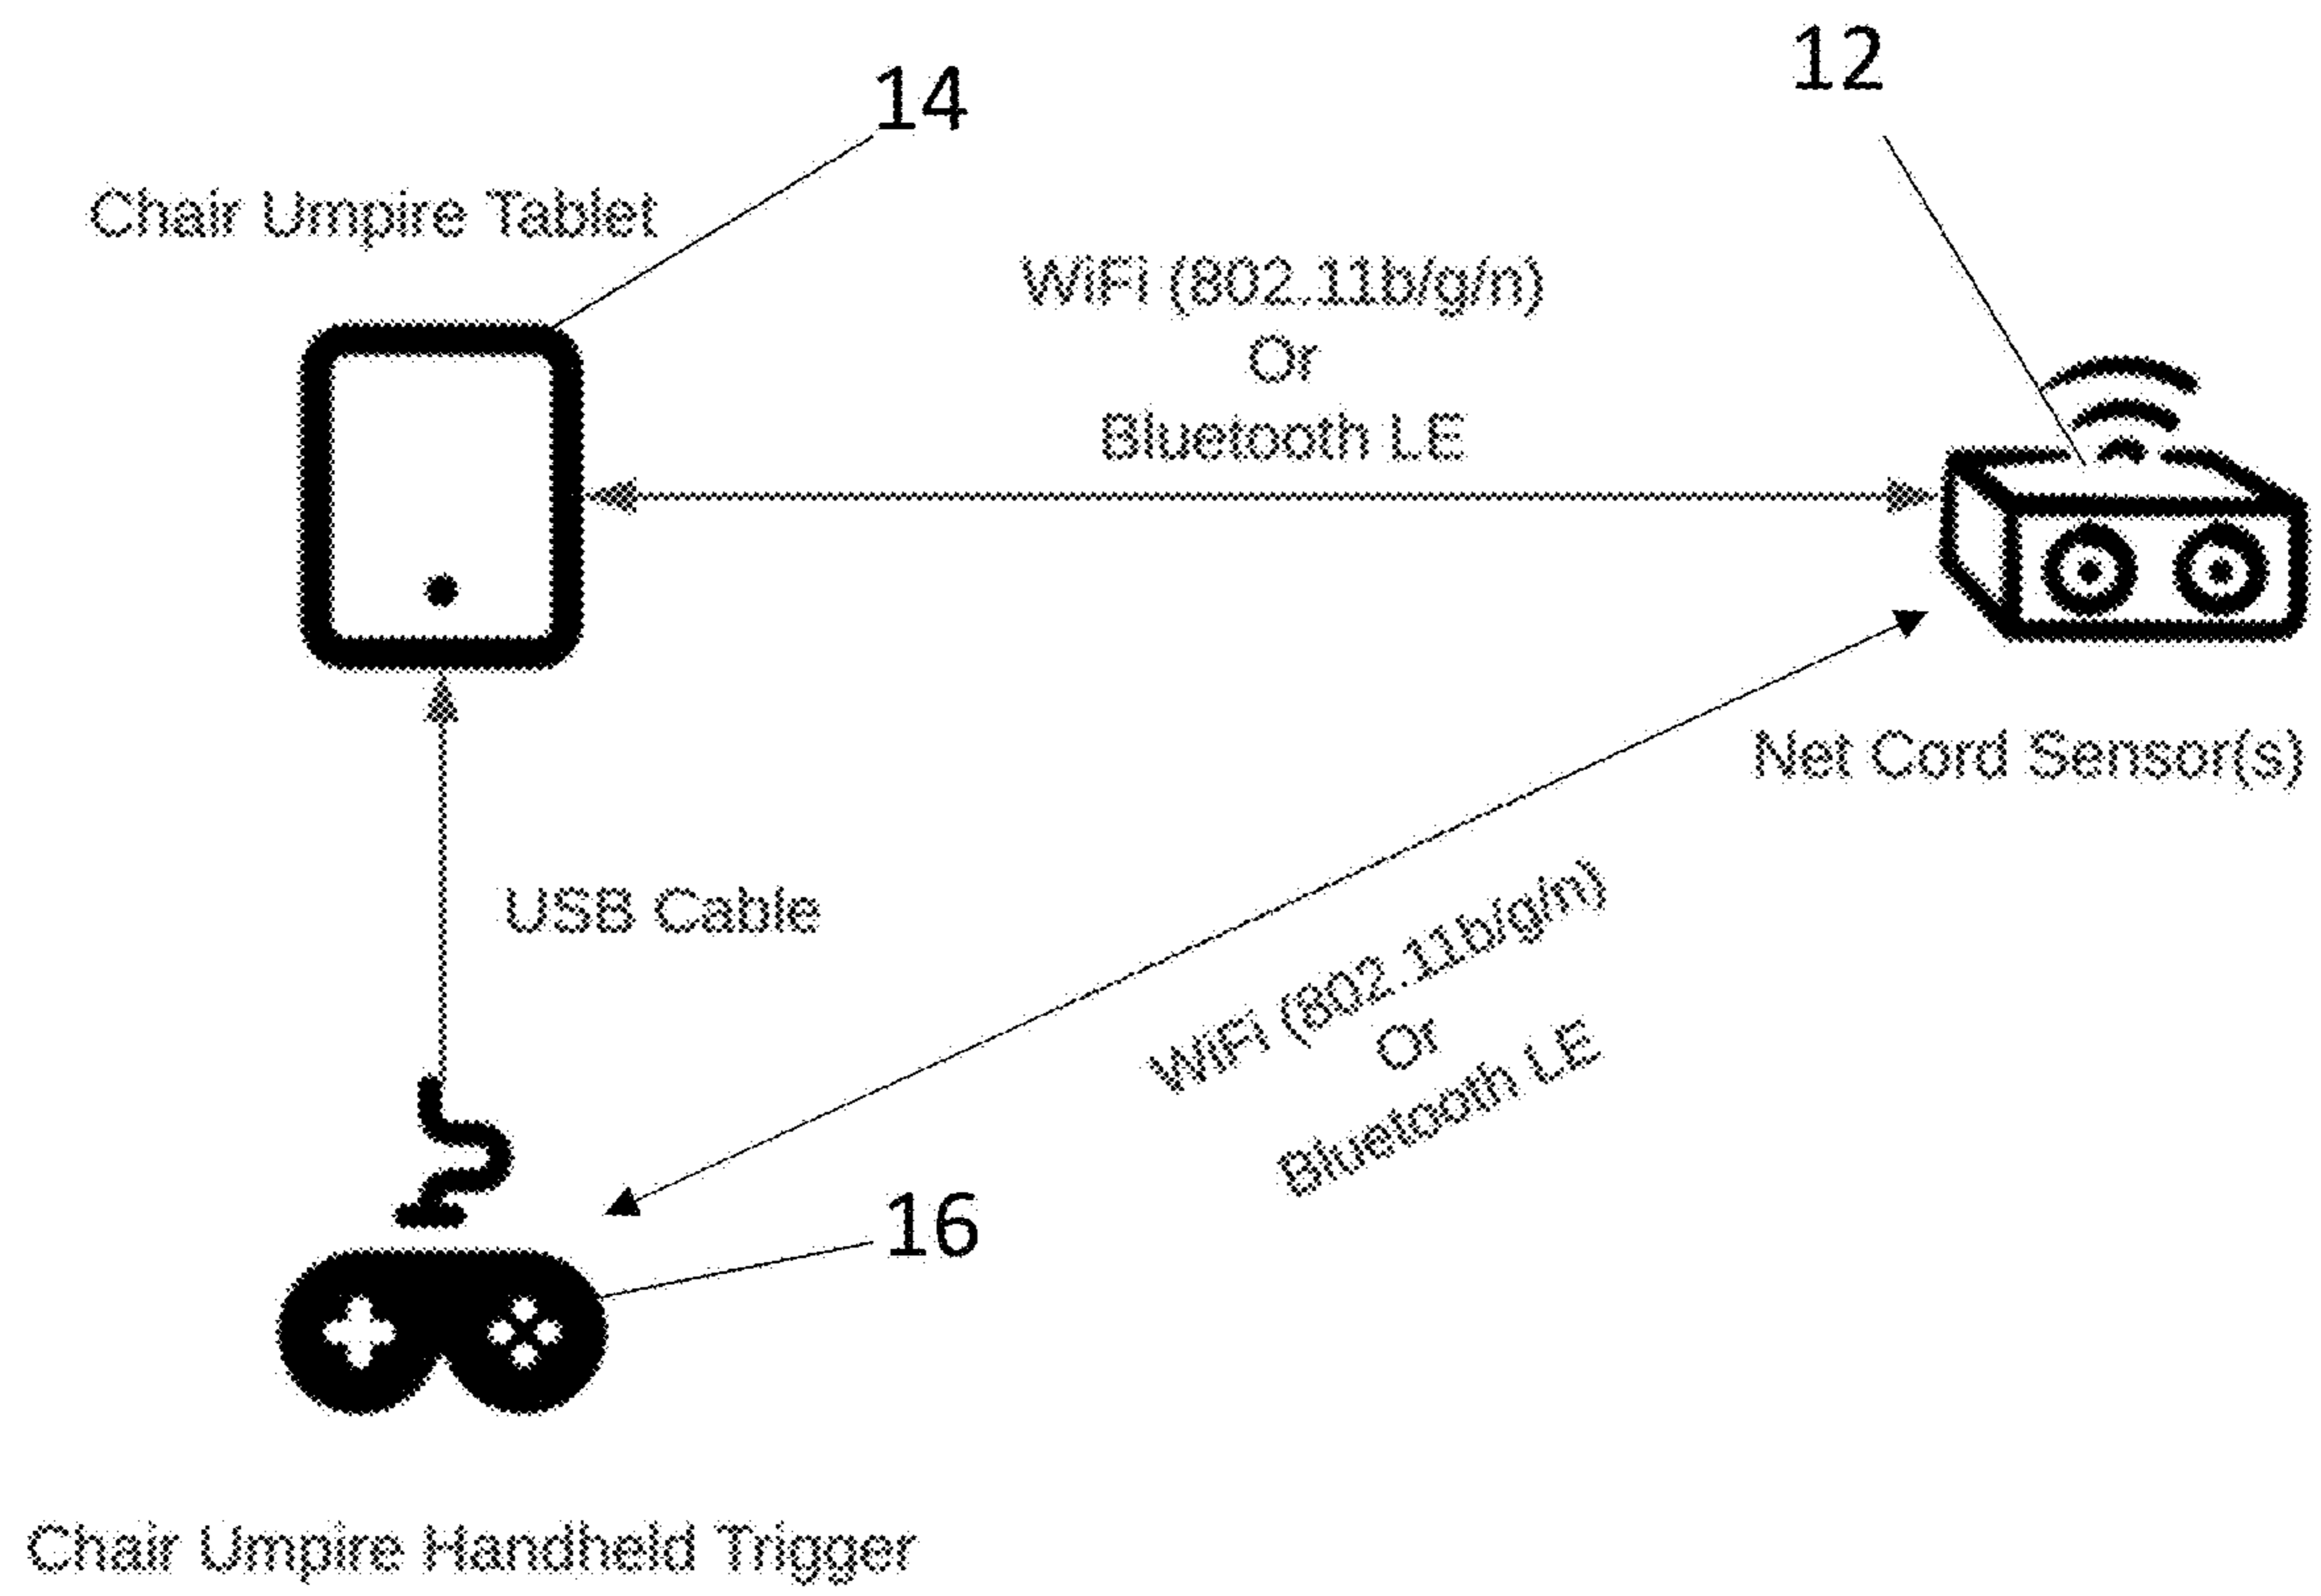 12
14
Chair Umpire Tablet
WiFi (802.11b/g/n)
Or
Bluetooth LE
Net Cord Sensor(s)
USB Cable
WiFi (802.11b/g/n)
Or
Bluetooth LE
16
Chair Umpire Handheld Trigger